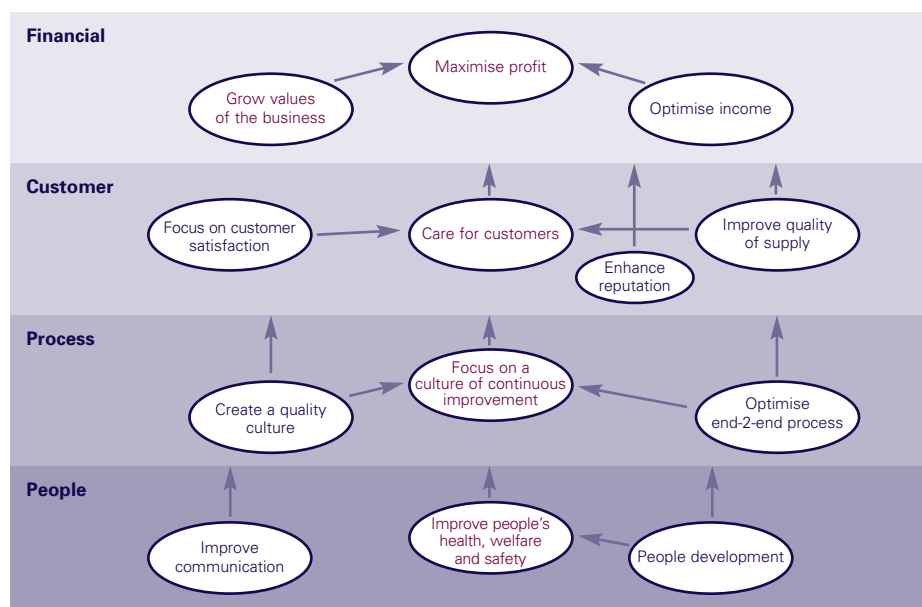 Financial
Maximise profit
Grow values
of the business
Optimise income
Customer
Focus on customer
satisfaction
Care for customers
Improve quality
of supply
Enhance
reputation
Process
Create a quality
culture
Focus on a
culture of continuous
improvement
Optimise
end-2-end process
People
Improve
communication
Improve people's
health, welfare
and safety
People development